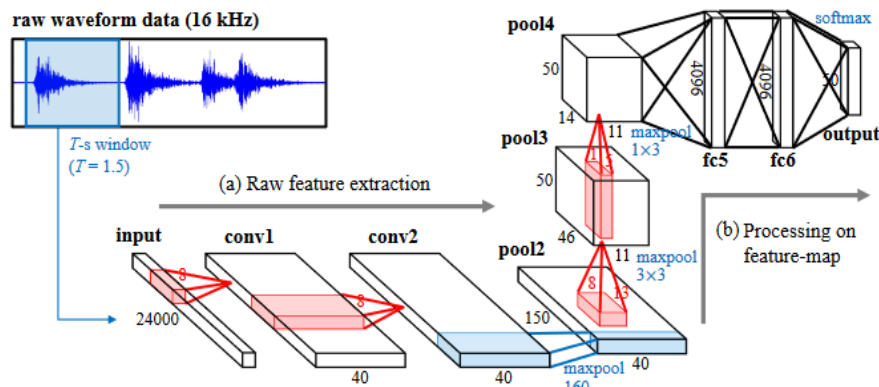 raw waveform data (16 kHz)
T-s window
(T = 1.5)
(a) Raw feature extraction
input
conv1
conv2
8
24000
8
40
40
maxpool
160
pool2
150
8
13
40
pool3
50
46
11
maxpool
3×3
1
5
pool4
50
14
11
maxpool
1×3
4096
fc5
4096
fc6
softmax
50
output
(b) Processing on
feature-map